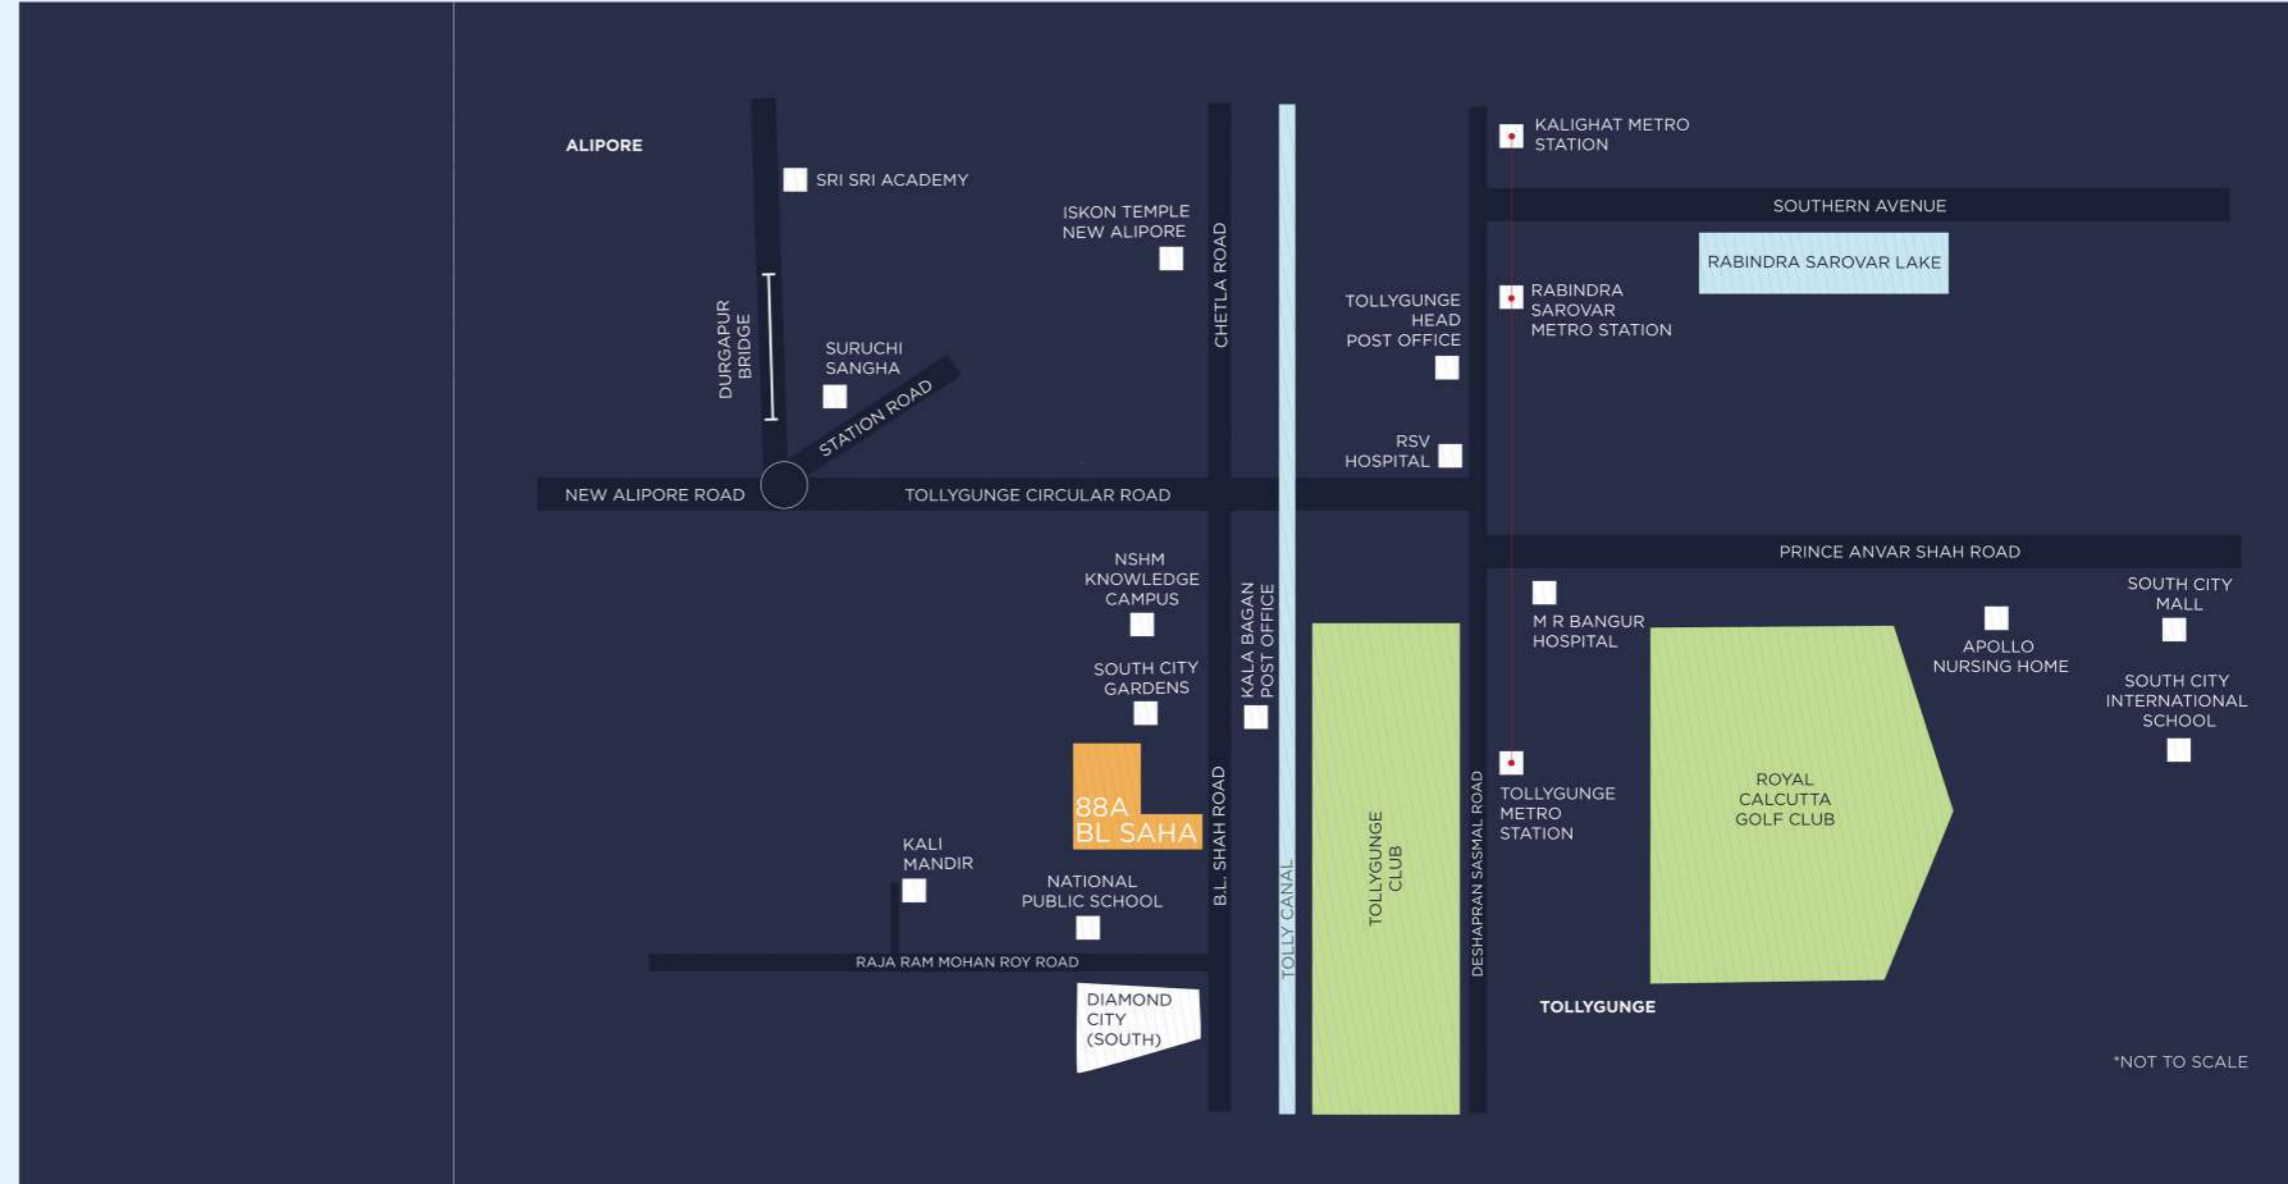 ALIPORE
SRI SRI ACADEMY
ISKON TEMPLE
NEW ALIPORE
CHETLA ROAD
KALIGHAT METRO
STATION
SOUTHERN AVENUE
RABINDRA SAROVAR LAKE
RABINDRA
SAROVAR
METRO STATION
TOLLYGUNGE
HEAD
POST OFFICE
DURGAPUR
BRIDGE
SURUCHI
SANGHA
STATION ROAD
RSV
HOSPITAL
NEW ALIPORE ROAD
TOLLYGUNGE CIRCULAR ROAD
PRINCE ANVAR SHAH ROAD
NSHM
KNOWLEDGE
CAMPUS
KALA BAGAN
POST OFFICE
M R BANGUR
HOSPITAL
APOLLO
NURSING HOME
SOUTH CITY
MALL
SOUTH CITY
GARDENS
SOUTH CITY
INTERNATIONAL
SCHOOL
88A
BL SAHA
B.L. SHAH ROAD
TOLLY CANAL
TOLLYGUNGE
CLUB
DESHAPRAN SASMAL ROAD
TOLLYGUNGE
METRO
STATION
ROYAL
CALCUTTA
GOLF CLUB
KALI
MANDIR
NATIONAL
PUBLIC SCHOOL
RAJA RAM MOHAN ROY ROAD
DIAMOND
CITY
(SOUTH)
TOLLYGUNGE
*NOT TO SCALE